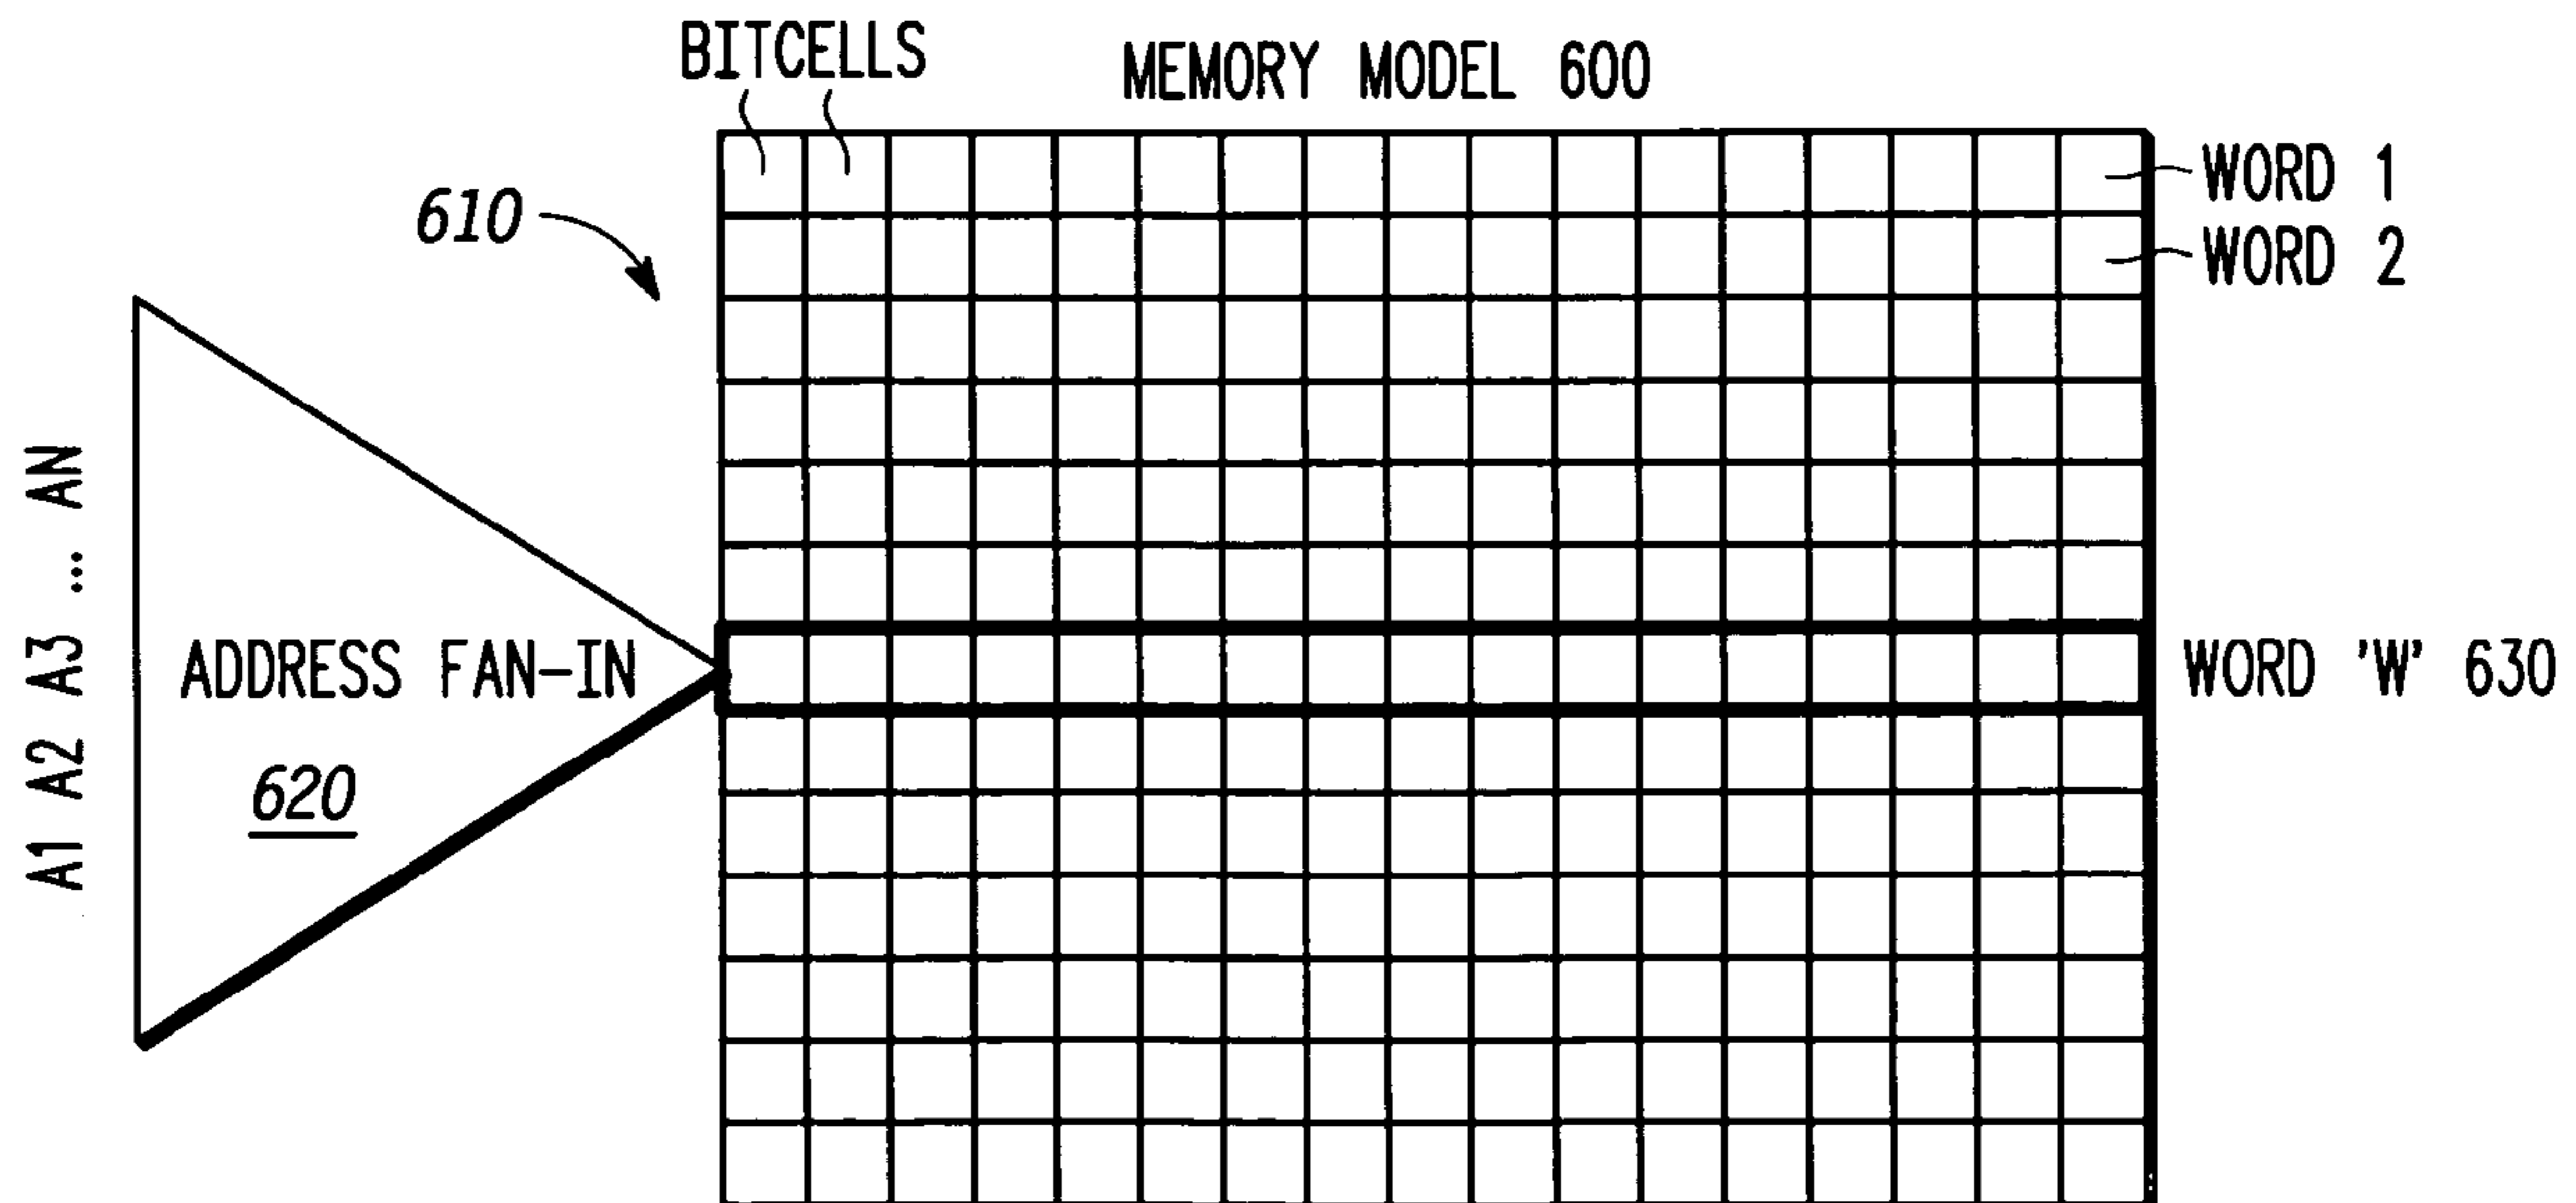 BITCELLS
MEMORY MODEL 600
610
WORD 1
WORD 2
A1 A2 A3 ... AN
ADDRESS FAN-IN
620
WORD 'W' 630